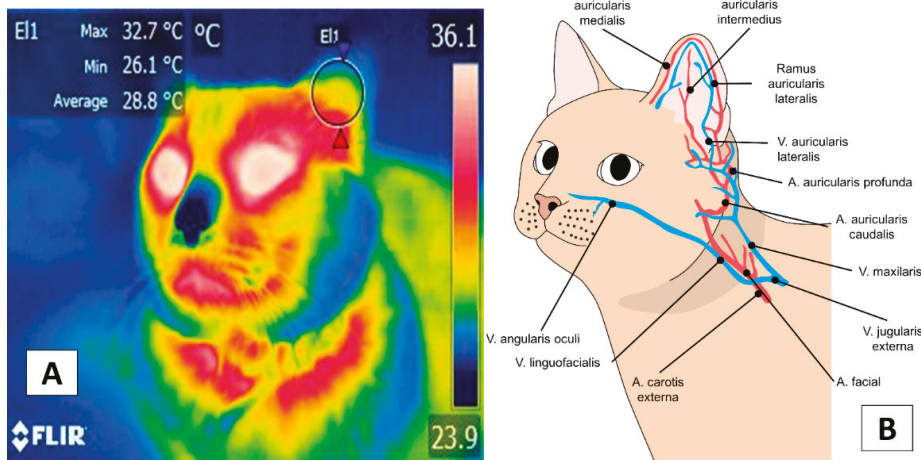 El1 Max 32.7 °C
Min 26.1 °C
Average 28.8 °C
°C
El1
36.1
23.9
A
FLIR
auricularis
medialis
auricularis
intermedius
Ramus
auricularis
lateralis
V. auricularis
lateralis
A. auricularis profunda
A. auricularis
caudalis
V. maxilaris
V. jugularis
externa
A. facial
A. carotis
externa
V. linguofacialis
V. angularis oculi
B